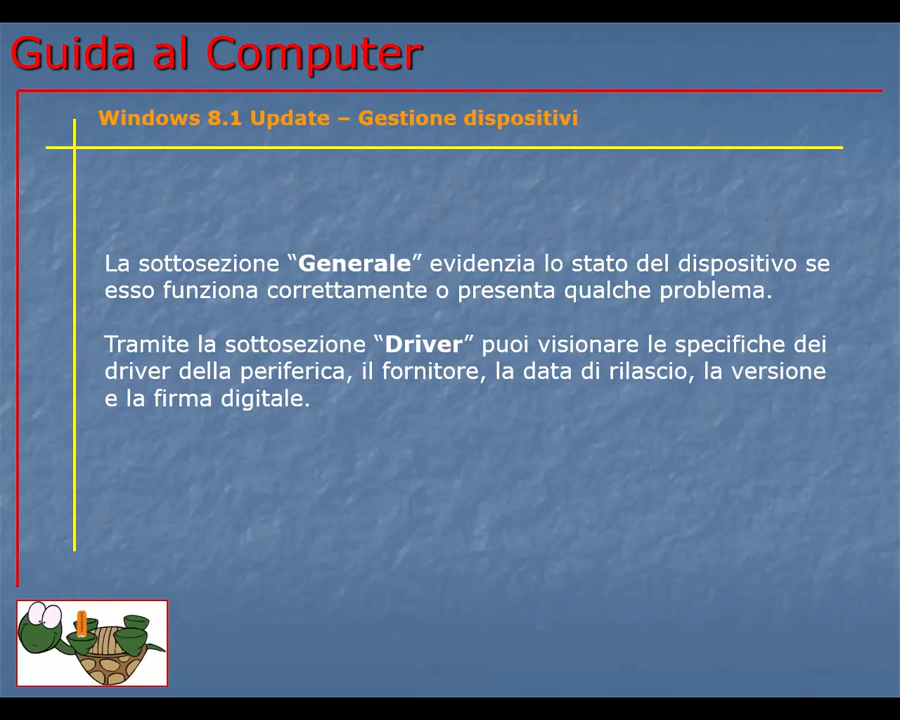 Guida al Computer
Windows 8.1 Update – Gestione dispositivi
La sottosezione “Generale” evidenzia lo stato del dispositivo se
esso funziona correttamente o presenta qualche problema.
Tramite la sottosezione “Driver” puoi visionare le specifiche dei
driver della periferica, il fornitore, la data di rilascio, la versione
e la firma digitale.